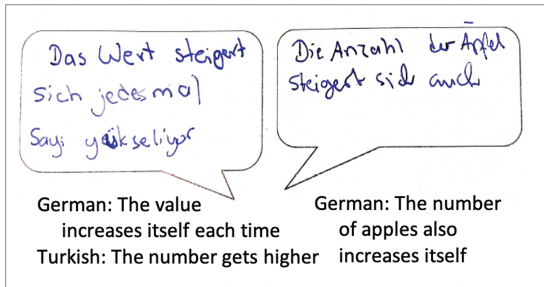 Das Wert steigert
sich jedesmal
Sayı yükseliyor
Die Anzahl der Äpfel
steigert sich auch
German: The value
increases itself each time
Turkish: The number gets higher
German: The number
of apples also
increases itself